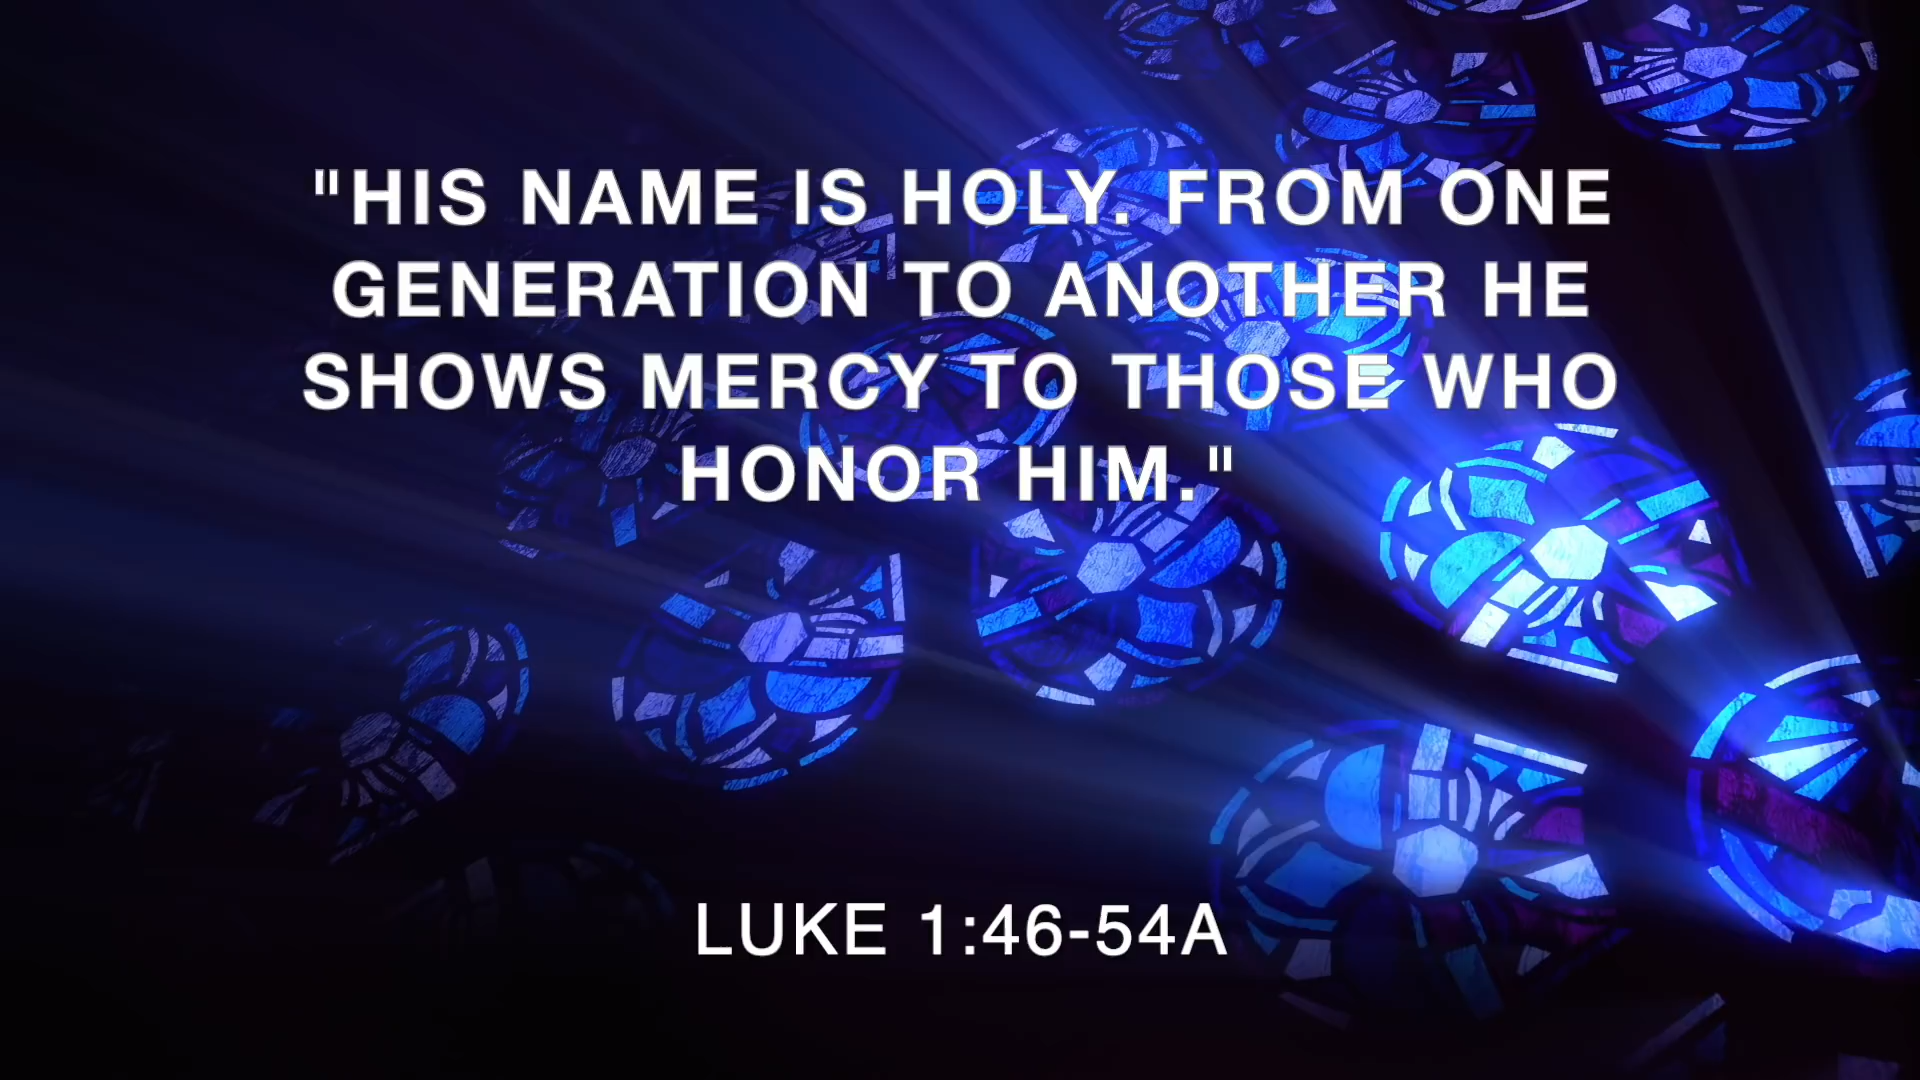 "HIS NAME IS HOLY. FROM ONE
GENERATION TO ANOTHER HE
SHOWS MERCY TO THOSE WHO
HONOR HIM."
LUKE 1:46-54A